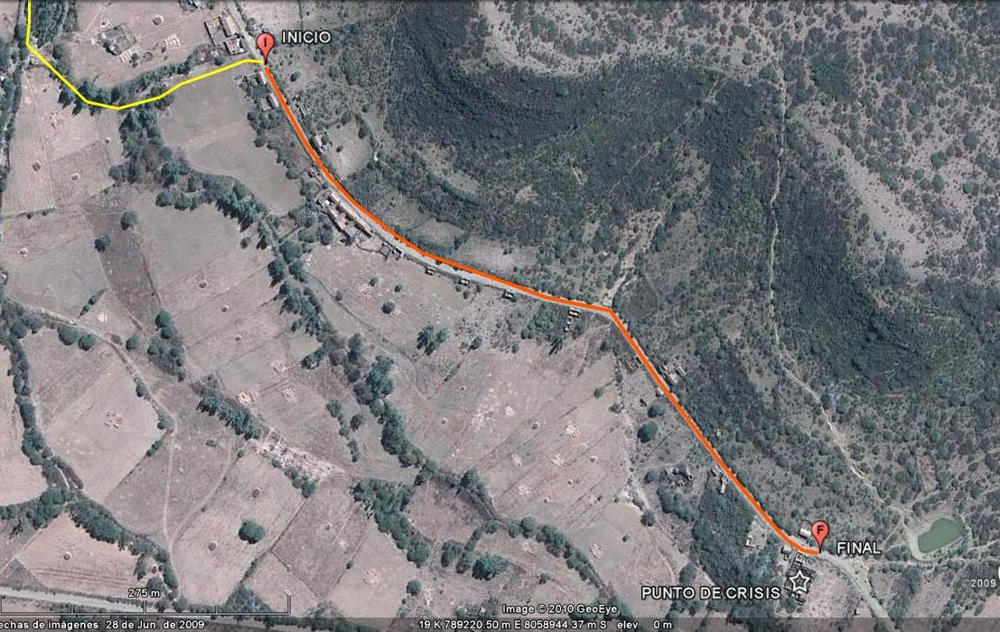 I
INICIO
F
FINAL
PUNTO DE CRISIS
©2009
275 m
Image © 2010 GeoEye
echas de imágenes: 28 de Jun. de 2009
19 K 789220.50 m E 8058944.37 m S elev. 0 m